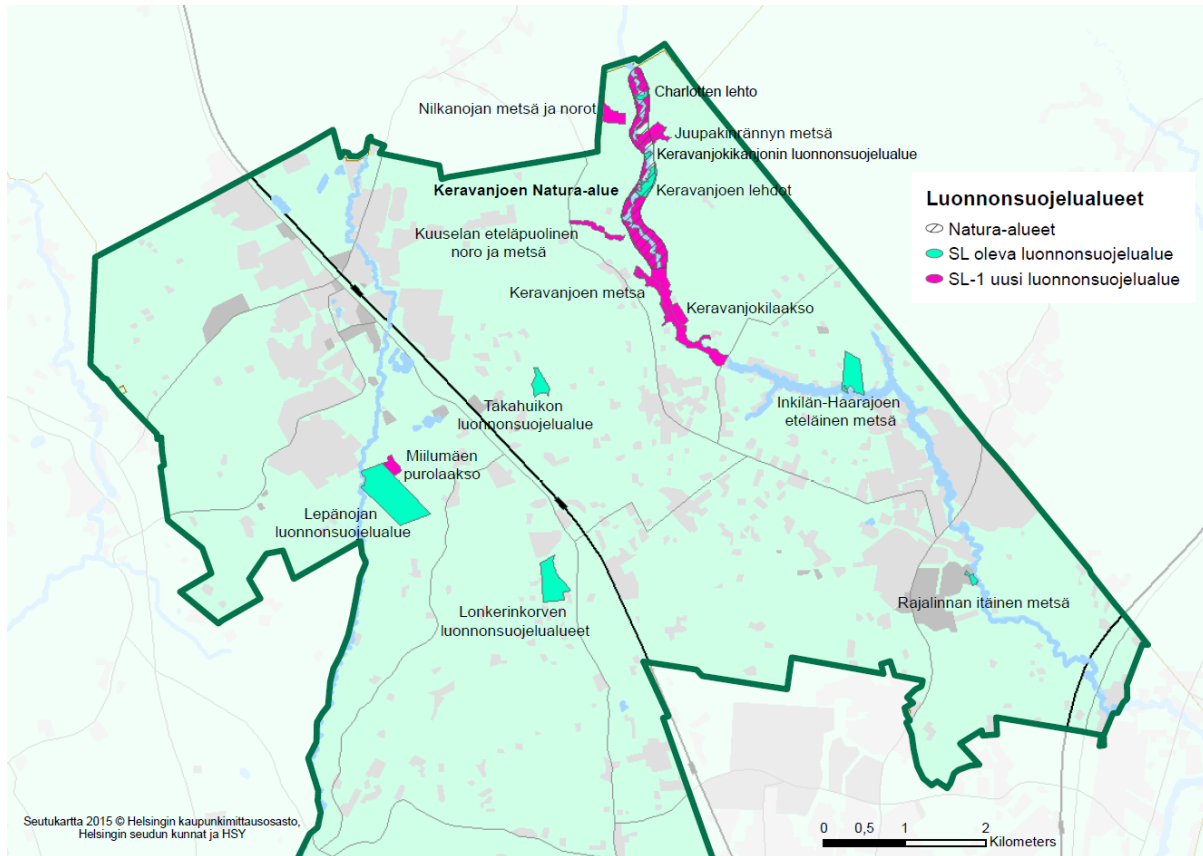 Charlotten lehto
Nilkanojan metsä ja norot
Juupakinrännyn metsä
Keravanjokikanjonin luonnonsuojelualue
Keravanjoen Natura-alue
Keravanjoen lehdot
Kuuselan eteläpuolinen
noro ja metsä
Keravanjoen metsa
Keravanjokilaakso
Luonnonsuojelualueet
Natura-alueet
SL oleva luonnonsuojelualue
SL-1 uusi luonnonsuojelualue
Takahuikon
luonnonsuojelualue
Inkilän-Haarajoen
eteläinen metsä
Miilumäen
purolaakso
Lepänojan
luonnonsuojelualue
Lonkerinkorven
luonnonsuojelualueet
Rajalinnan itäinen metsä
Seutukartta 2015 © Helsingin kaupunkimittausosasto,
Helsingin seudun kunnat ja HSY
0 0,5 1 2
Kilometers